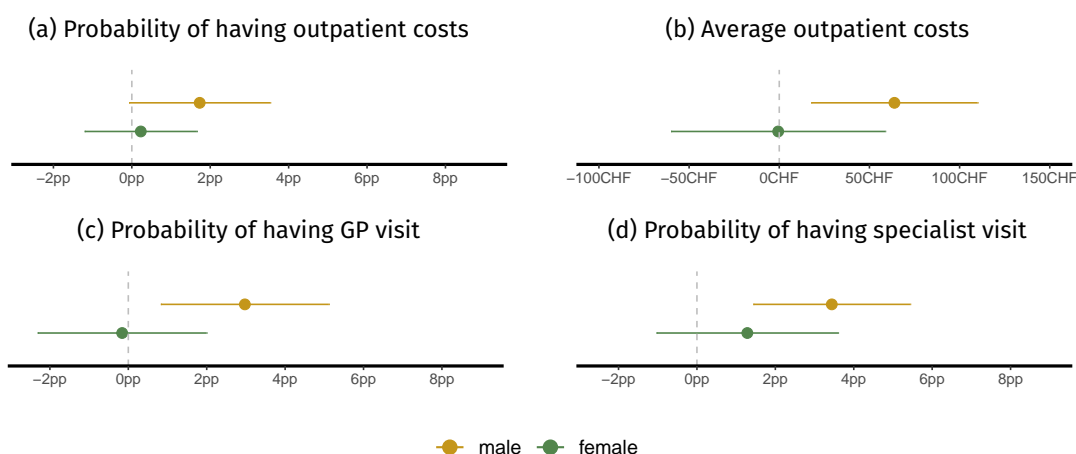 (a) Probability of having outpatient costs
−2pp 0pp 2pp 4pp 6pp 8pp
(b) Average outpatient costs
−100CHF −50CHF 0CHF 50CHF 100CHF 150CHF
(c) Probability of having GP visit
−2pp 0pp 2pp 4pp 6pp 8pp
(d) Probability of having specialist visit
−2pp 0pp 2pp 4pp 6pp 8pp
male female